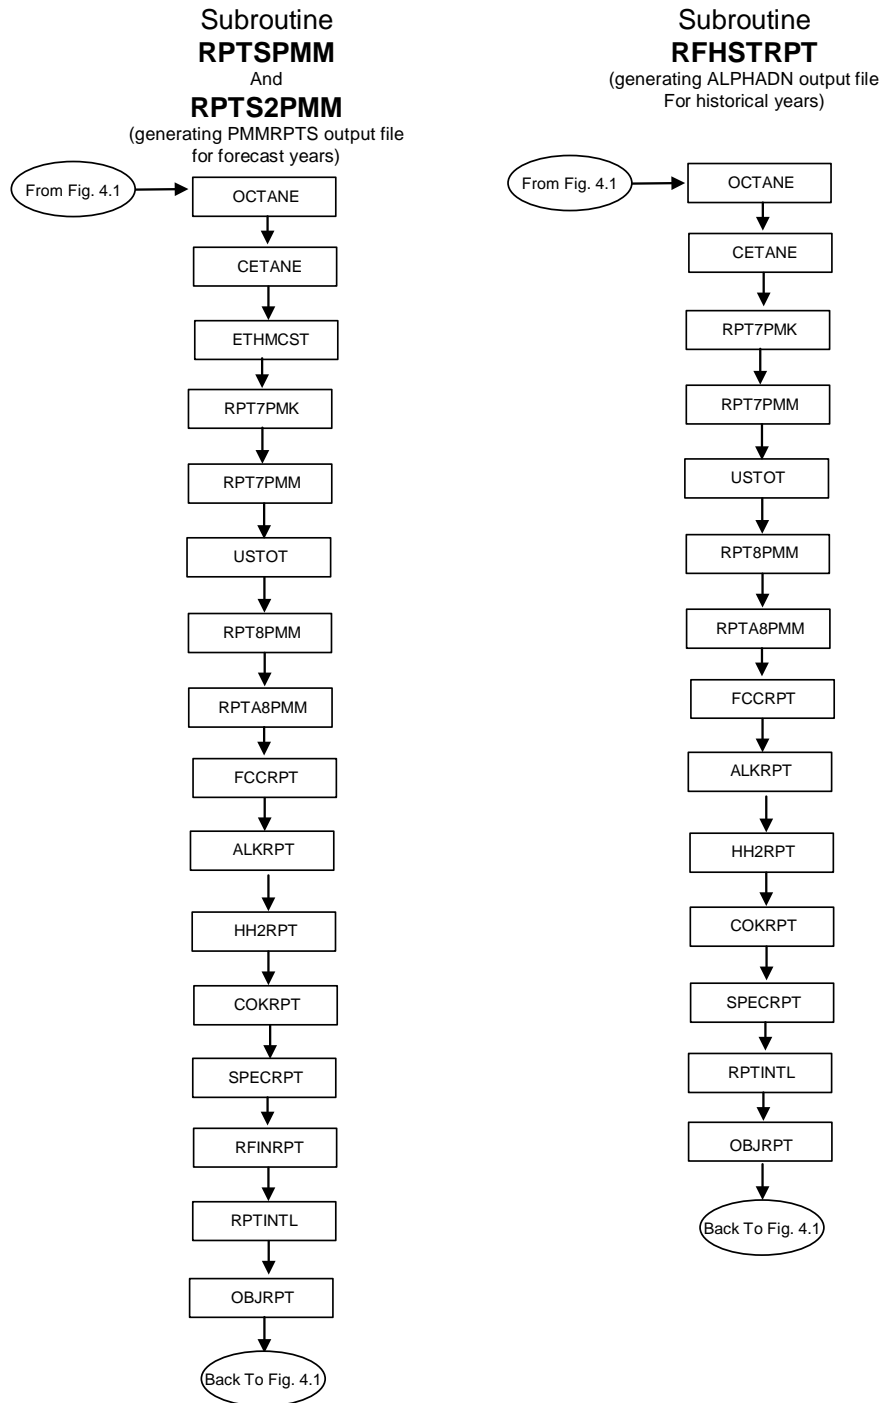 Subroutine
RPTSPMM
And
RPTS2PMM
(generating PMMRPTS output file
for forecast years)
From Fig. 4.1
OCTANE
CETANE
ETHMCST
RPT7PMK
RPT7PMM
USTOT
RPT8PMM
RPTA8PMM
FCCRPT
ALKRPT
HH2RPT
COKRPT
SPECRPT
RFINRPT
RPTINTL
OBJRPT
Back To Fig. 4.1
Subroutine
RFHSTRPT
(generating ALPHADN output file
For historical years)
From Fig. 4.1
OCTANE
CETANE
RPT7PMK
RPT7PMM
USTOT
RPT8PMM
RPTA8PMM
FCCRPT
ALKRPT
HH2RPT
COKRPT
SPECRPT
RPTINTL
OBJRPT
Back To Fig. 4.1